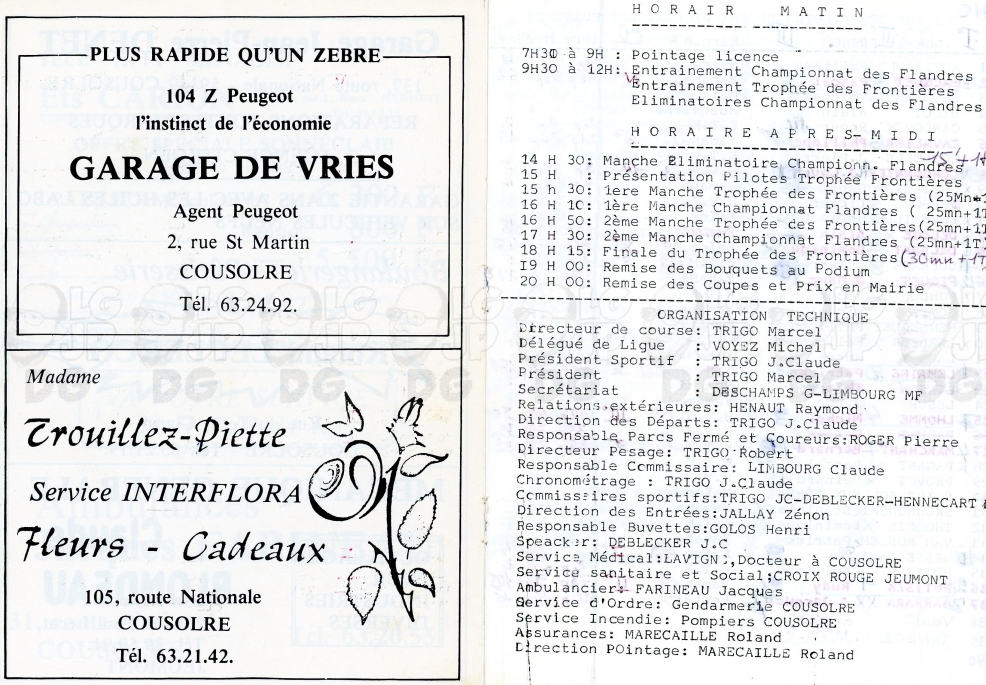 PLUS RAPIDE QU'UN ZEBRE
104 Z Peugeot
l'instinct de l'économie
GARAGE DE VRIES
Agent Peugeot
2, rue St Martin
COUSOLRE
Tél. 63.24.92.
Madame
Trouillez-Piette
Service INTERFLORA
Fleurs - Cadeaux
105, route Nationale
COUSOLRE
Tél. 63.21.42.
HORAIR MATIN
7H30 à 9H : Pointage licence
9H30 à 12H: Entrainement Championnat des Flandres
Entrainement Trophée des Frontières
Eliminatoires Championnat des Flandres
HORAIRE APRES-MIDI
14 H 30: Manche Eliminatoire Championn. Flandres 15'+1
15 H : Présentation Pilotes Trophée Frontières
15 h 30: 1ere Manche Trophée des Frontières (25Mn+1
16 H 10: 1ère Manche Championnat Flandres ( 25mn+1T
16 H 50: 2ème Manche Trophée des Frontières(25mn+1T
17 H 30: 2ème Manche Championnat Flandres (25mn+1T)
18 H 15: Finale du Trophée des Frontières(30mn+1T
19 H 00: Remise des Bouquets au Podium
20 H 00: Remise des Coupes et Prix en Mairie
ORGANISATION TECHNIQUE
Directeur de course: TRIGO Marcel
Délégué de Ligue : VOYEZ Michel
Président Sportif : TRIGO J.Claude
Président : TRIGO Marcel
Secrétariat : DESCHAMPS G-LIMBOURG MF
Relations extérieures: HENAUT Raymond
Direction des Départs: TRIGO J.Claude
Responsable Parcs Fermé et Coureurs:ROGER Pierre
Directeur Pesage: TRIGO Robert
Responsable Commissaire: LIMBOURG Claude
Chronométrage : TRIGO J.Claude
Commissaires sportifs:TRIGO JC-DEBLECKER-HENNECART
Direction des Entrées:JALLAY Zénon
Responsable Buvettes:GOLOS Henri
Speacker: DEBLECKER J.C
Service Médical:LAVIGNE,Docteur à COUSOLRE
Service sanitaire et Social:CROIX ROUGE JEUMONT
Ambulancier: FARINEAU Jacques
Service d'Ordre: Gendarmerie COUSOLRE
Service Incendie: Pompiers COUSOLRE
Assurances: MARECAILLE Roland
Direction POintage: MARECAILLE Roland